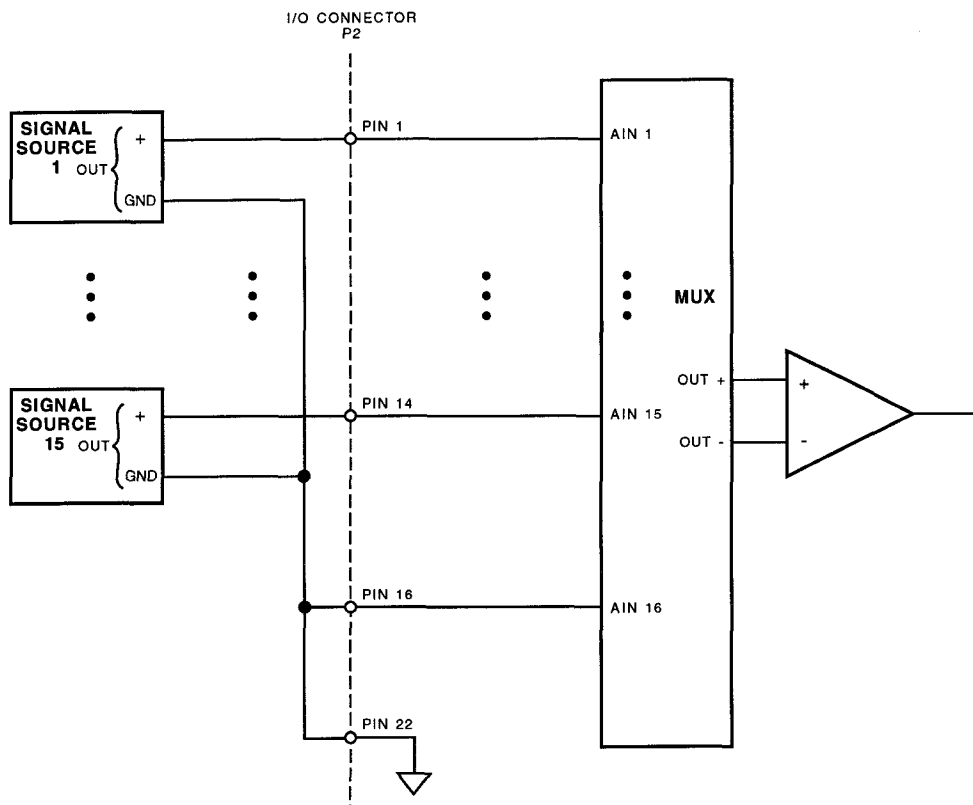 I/O CONNECTOR
P2
SIGNAL
SOURCE
1 OUT
+
GND
PIN 1
AIN 1
MUX
SIGNAL
SOURCE
15 OUT
+
GND
PIN 14
AIN 15
OUT +
OUT -
+
-
PIN 16
AIN 16
PIN 22